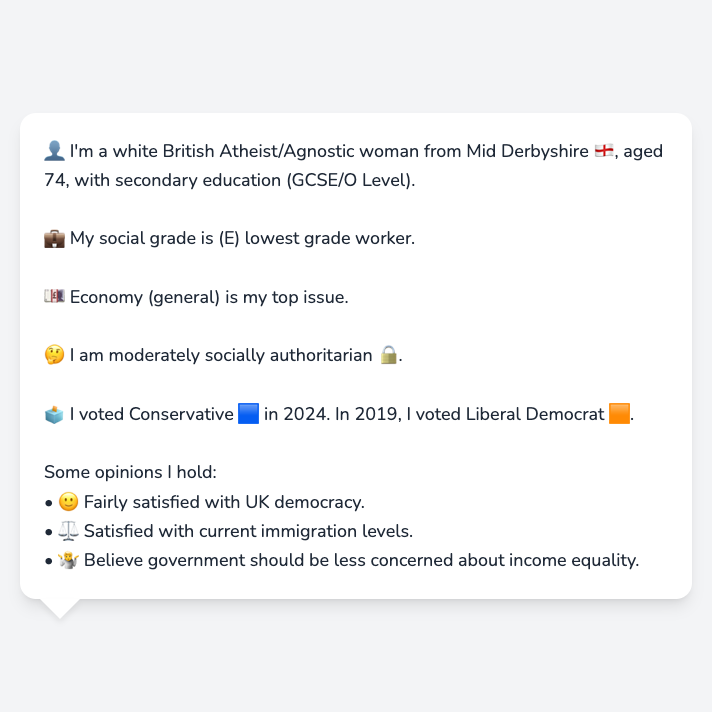 👤 I'm a white British Atheist/Agnostic woman from Mid Derbyshire 🏴󠁧󠁢󠁥󠁮󠁧󠁿, aged
74, with secondary education (GCSE/O Level).
💼 My social grade is (E) lowest grade worker.
💷 Economy (general) is my top issue.
🤔 I am moderately socially authoritarian 🔒.
🗳️ I voted Conservative 🟦 in 2024. In 2019, I voted Liberal Democrat 🟧.
Some opinions I hold:
• 🙂 Fairly satisfied with UK democracy.
• ⚖️ Satisfied with current immigration levels.
• 🤷‍♀️ Believe government should be less concerned about income equality.